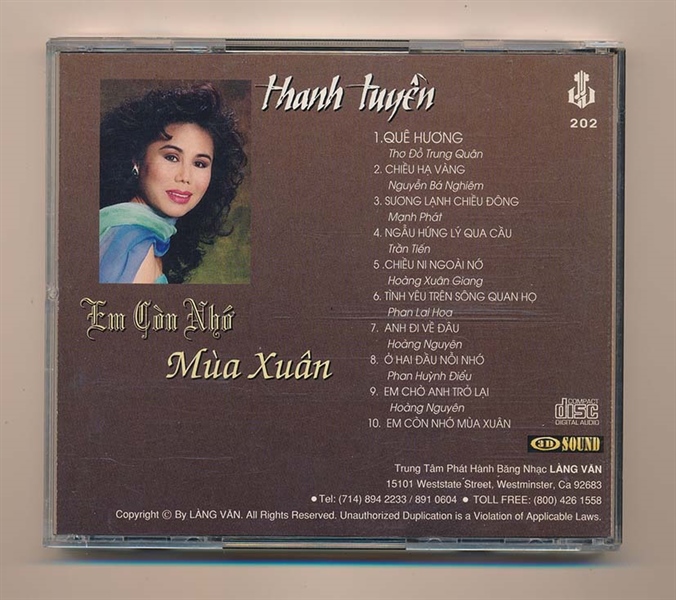 Thanh Tuyền
202
1.QUÊ HƯƠNG
Thơ Đỗ Trung Quân
2. CHIỀU HẠ VÀNG
Nguyễn Bá Nghiêm
3. SƯƠNG LẠNH CHIỀU ĐÔNG
Mạnh Phát
4. NGẪU HỨNG LÝ QUA CẦU
Trần Tiến
5 .CHIỀU NI NGOÀI NỚ
Hoàng Xuân Giang
6. TÌNH YÊU TRÊN SÔNG QUAN HỌ
Phan Lạc Hoa
7. ANH ĐI VỀ ĐÂU
Hoàng Nguyên
8. Ở HAI ĐẦU NỖI NHỚ
Phan Huỳnh Điểu
9. EM CHỜ ANH TRỞ LẠI
Hoàng Nguyên
10. EM CÒN NHỚ MÙA XUÂN
Em Còn Nhớ
Mùa Xuân
COMPACT
disc
DIGITAL AUDIO
3D SOUND
Trung Tâm Phát Hành Băng Nhạc LÀNG VĂN
15101 Weststate Street, Westminster, Ca 92683
• Tel: (714) 894 2233 / 891 0604 • TOLL FREE: (800) 426 1558
Copyright © By LÀNG VĂN. All Rights Reserved. Unauthorized Duplication is a Violation of Applicable Laws.